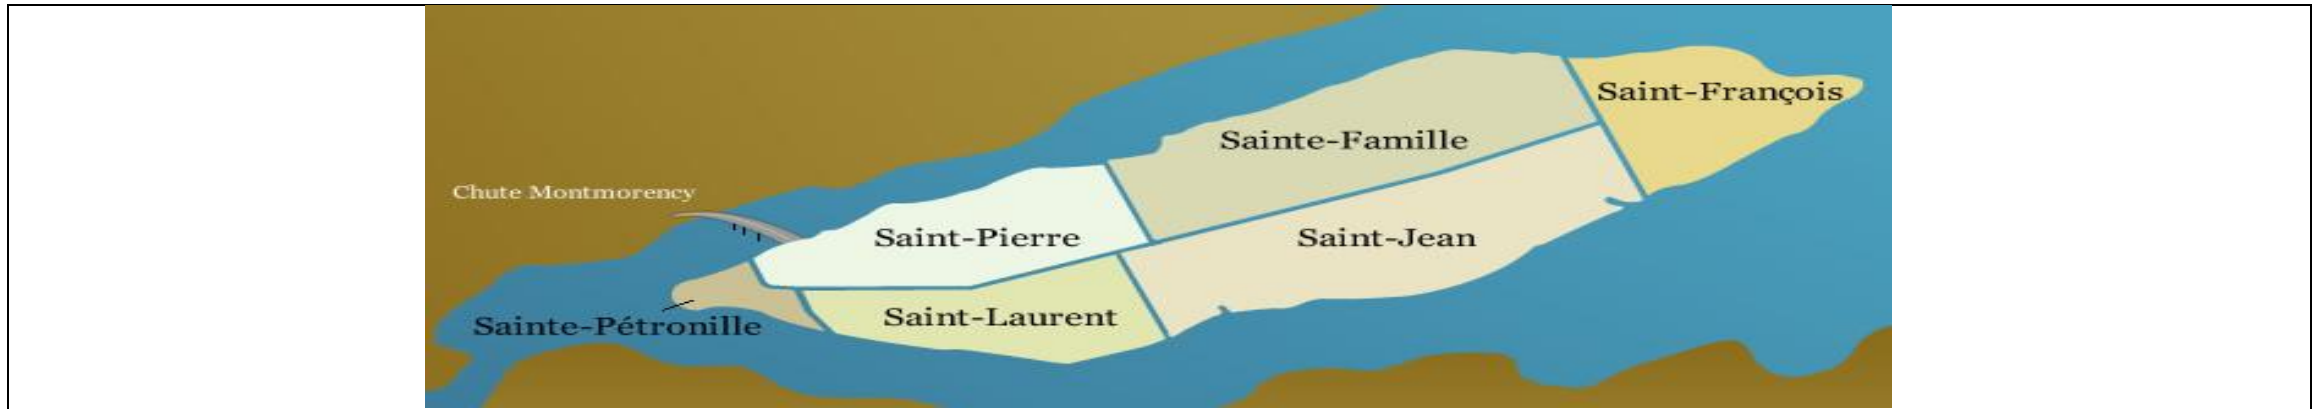 Saint-François
Sainte-Famille
Chute Montmorency
Saint-Pierre
Saint-Jean
Saint-Laurent
Sainte-Pétronille